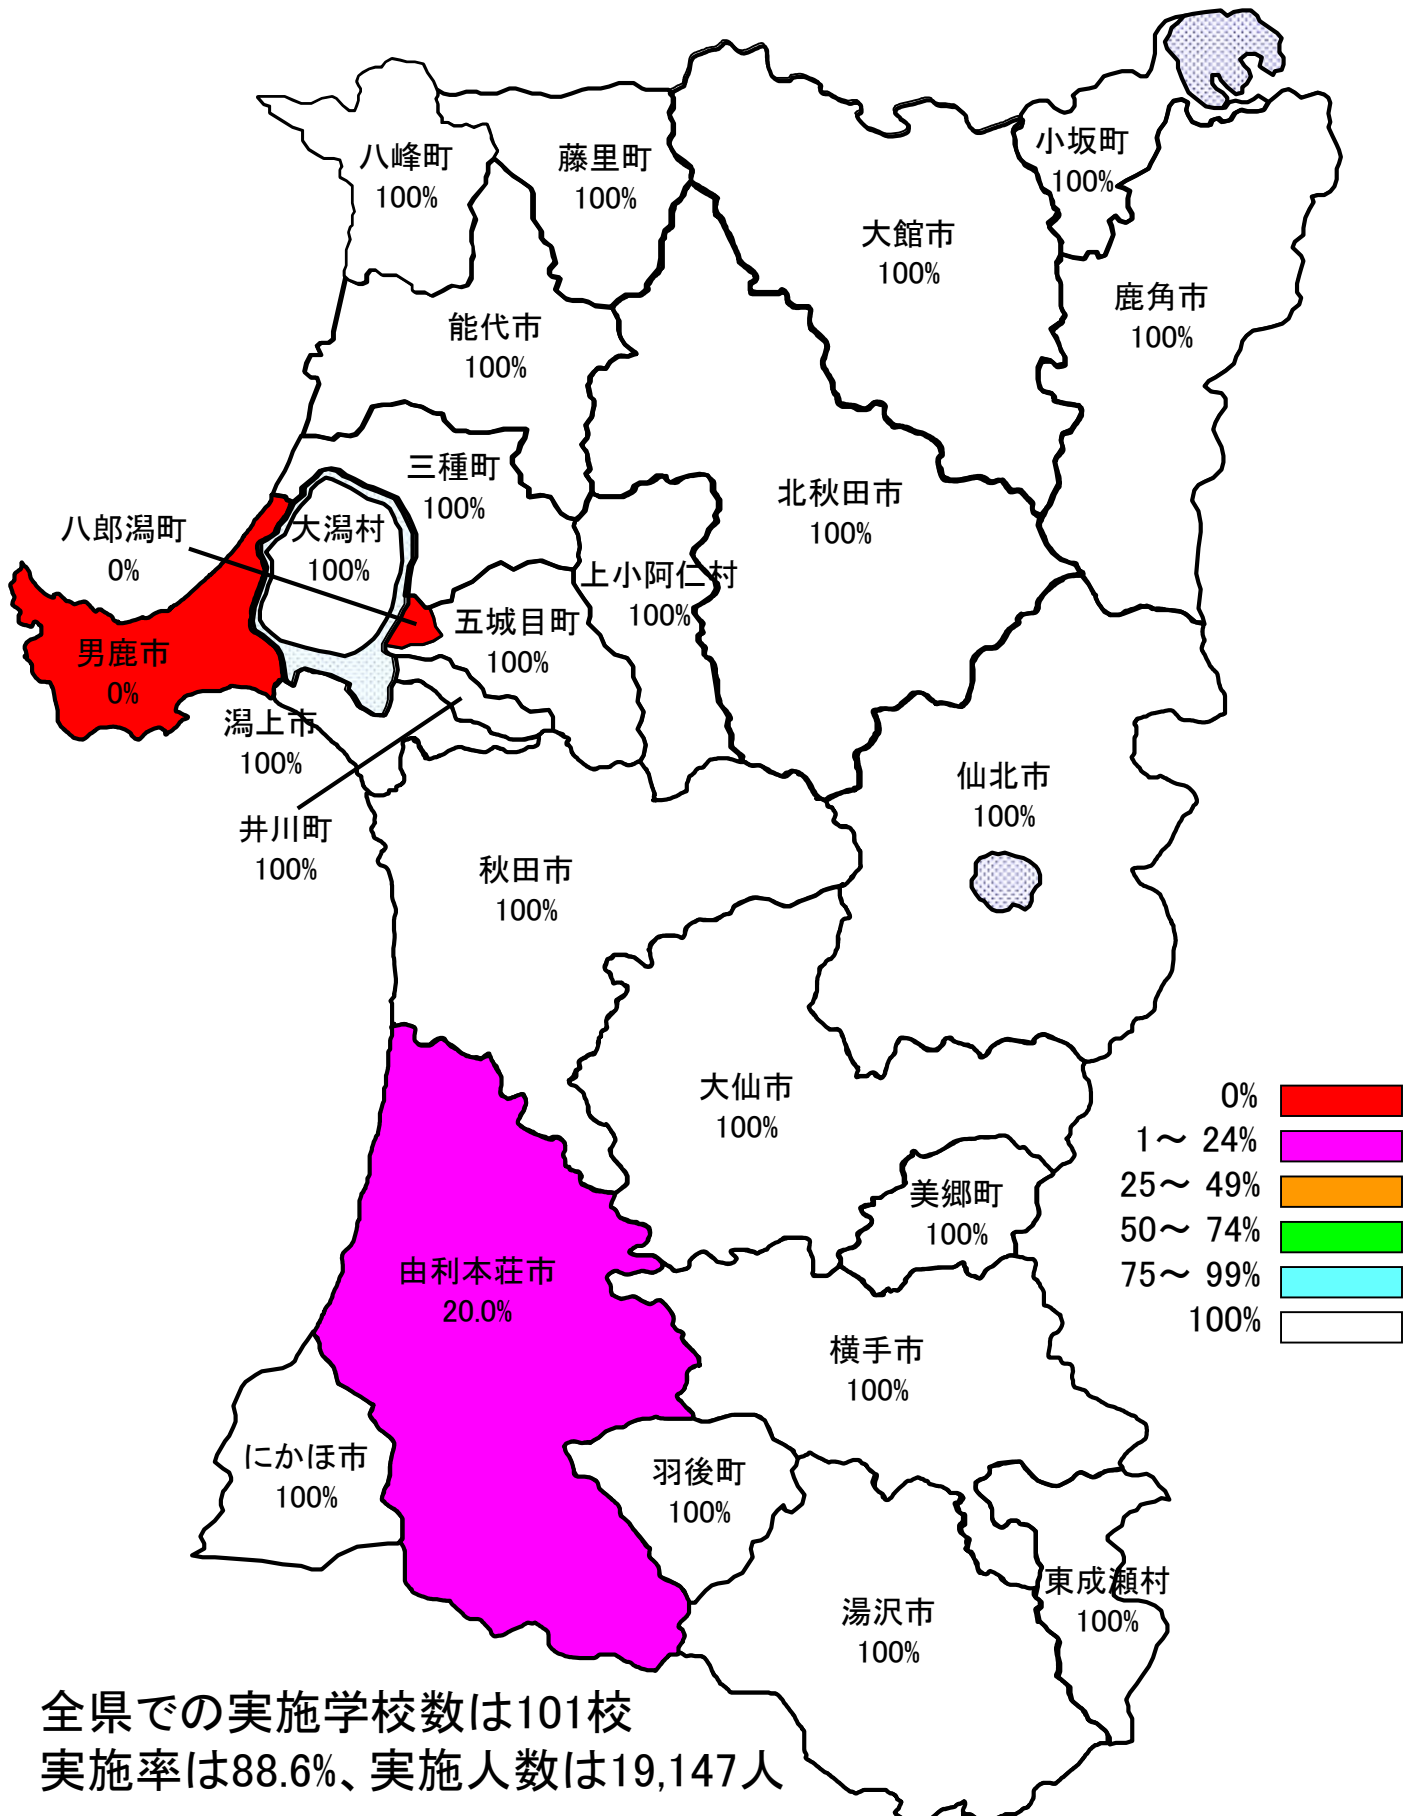 八峰町
100%
藤里町
100%
小坂町
100%
大館市
100%
鹿角市
100%
能代市
100%
三種町
100%
北秋田市
100%
八郎潟町
0%
大潟村
100%
上小阿仁村
100%
五城目町
100%
男鹿市
0%
潟上市
100%
井川町
100%
仙北市
100%
秋田市
100%
大仙市
100%
美郷町
100%
由利本荘市
20.0%
横手市
100%
にかほ市
100%
羽後町
100%
湯沢市
100%
東成瀬村
100%
0%
1～ 24%
25～ 49%
50～ 74%
75～ 99%
100%
全県での実施学校数は101校
実施率は88.6%、実施人数は19,147人